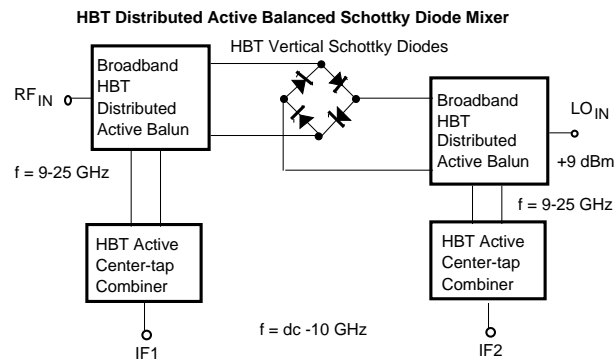 HBT Distributed Active Balanced Schottky Diode Mixer
HBT Vertical Schottky Diodes
Broadband
HBT
Distributed
Active Balun
RF IN
Broadband
HBT
Distributed
Active Balun
LO IN
+9 dBm
f = 9-25 GHz
f = 9-25 GHz
HBT Active
Center-tap
Combiner
HBT Active
Center-tap
Combiner
f = dc -10 GHz
IF1
IF2